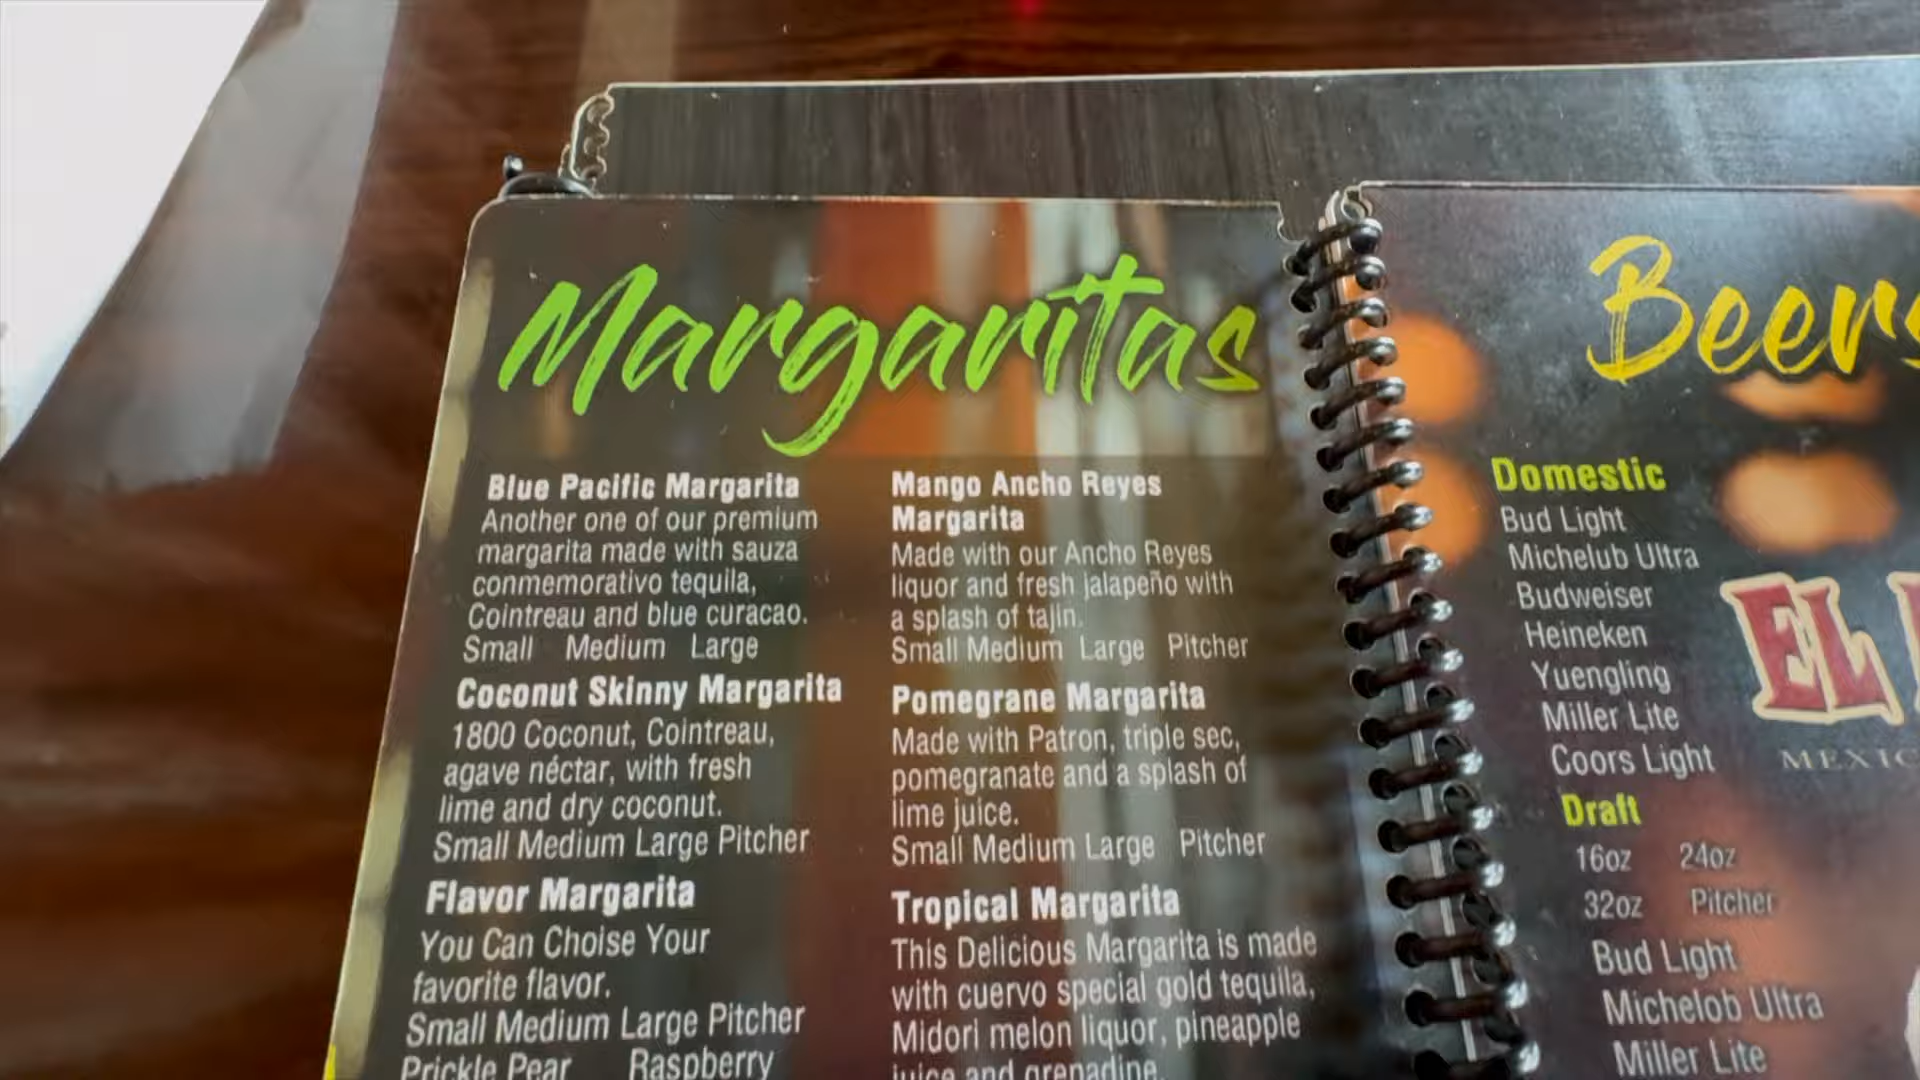 Margaritas
Blue Pacific Margarita
Another one of our premium
margarita made with sauza
conmemorativo tequila,
Cointreau and blue curacao.
Small Medium Large
Coconut Skinny Margarita
1800 Coconut, Cointreau,
agave néctar, with fresh
lime and dry coconut.
Small Medium Large Pitcher
Flavor Margarita
You Can Choise Your
favorite flavor.
Small Medium Large Pitcher
Prickle Pear Raspberry
Mango Ancho Reyes
Margarita
Made with our Ancho Reyes
liquor and fresh jalapeño with
a splash of tajin.
Small Medium Large Pitcher
Pomegrane Margarita
Made with Patron, triple sec,
pomegranate and a splash of
lime juice.
Small Medium Large Pitcher
Tropical Margarita
This Delicious Margarita is made
with cuervo special gold tequila,
Midori melon liquor, pineapple
juice and grenadine.
Beers
Domestic
Bud Light
Michelub Ultra
Budweiser
Heineken
Yuengling
Miller Lite
Coors Light
Draft
16oz 24oz
32oz Pitcher
Bud Light
Michelob Ultra
Miller Lite
EL
MEXIC